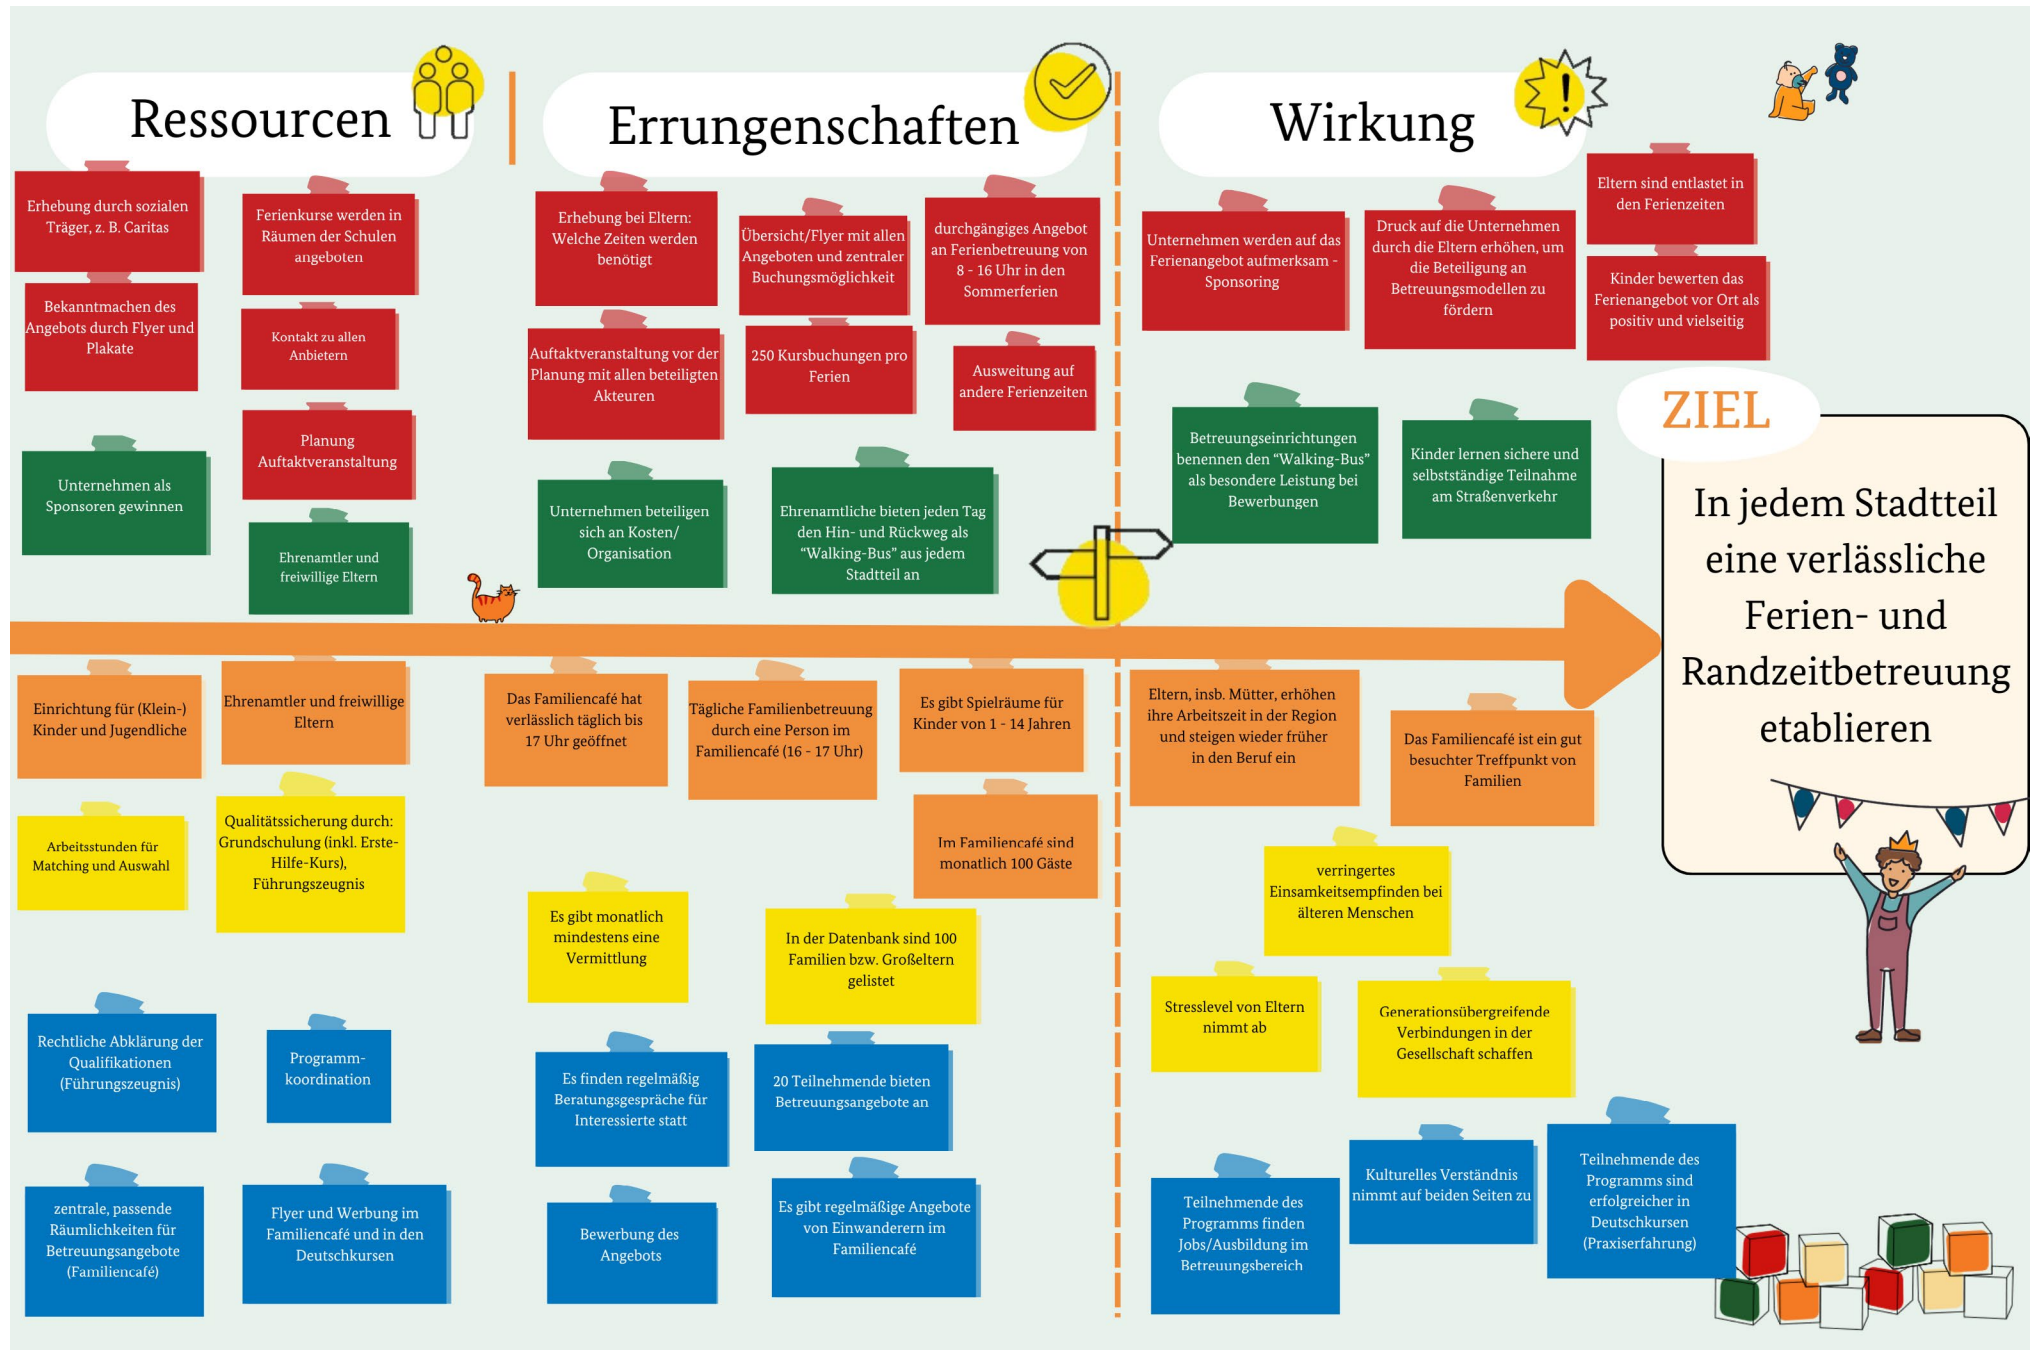 Ressourcen
Errungenschaften
Wirkung
Erhebung durch sozialen
Träger, z. B. Caritas
Ferienkurse werden in
Räumen der Schulen
angeboten
Bekanntmachen des
Angebots durch Flyer und
Plakate
Kontakt zu allen
Anbietern
Planung
Auftaktveranstaltung
Unternehmen als
Sponsoren gewinnen
Ehrenamtler und
freiwillige Eltern
Erhebung bei Eltern:
Welche Zeiten werden
benötigt
Übersicht/Flyer mit allen
Angeboten und zentraler
Buchungsmöglichkeit
durchgängiges Angebot
an Ferienbetreuung von
8 - 16 Uhr in den
Sommerferien
Auftaktveranstaltung vor der
Planung mit allen beteiligten
Akteuren
250 Kursbuchungen pro
Ferien
Ausweitung auf
andere Ferienzeiten
Unternehmen beteiligen
sich an Kosten/
Organisation
Ehrenamtliche bieten jeden Tag
den Hin- und Rückweg als
“Walking-Bus” aus jedem
Stadtteil an
Unternehmen werden auf das
Ferienangebot aufmerksam -
Sponsoring
Druck auf die Unternehmen
durch die Eltern erhöhen, um
die Beteiligung an
Betreuungsmodellen zu
fördern
Eltern sind entlastet in
den Ferienzeiten
Kinder bewerten das
Ferienangebot vor Ort als
positiv und vielseitig
Betreuungseinrichtungen
benennen den “Walking-Bus”
als besondere Leistung bei
Bewerbungen
Kinder lernen sichere und
selbstständige Teilnahme
am Straßenverkehr
ZIEL
In jedem Stadtteil
eine verlässliche
Ferien- und
Randzeitbetreuung
etablieren
Einrichtung für (Klein-)
Kinder und Jugendliche
Ehrenamtler und freiwillige
Eltern
Arbeitsstunden für
Matching und Auswahl
Qualitätssicherung durch:
Grundschulung (inkl. Erste-
Hilfe-Kurs),
Führungszeugnis
Rechtliche Abklärung der
Qualifikationen
(Führungszeugnis)
Programm-
koordination
zentrale, passende
Räumlichkeiten für
Betreuungsangebote
(Familiencafé)
Flyer und Werbung im
Familiencafé und in den
Deutschkursen
Das Familiencafé hat
verlässlich täglich bis
17 Uhr geöffnet
Tägliche Familienbetreuung
durch eine Person im
Familiencafé (16 - 17 Uhr)
Es gibt Spielräume für
Kinder von 1 - 14 Jahren
Im Familiencafé sind
monatlich 100 Gäste
Es gibt monatlich
mindestens eine
Vermittlung
In der Datenbank sind 100
Familien bzw. Großeltern
gelistet
Es finden regelmäßig
Beratungsgespräche für
Interessierte statt
20 Teilnehmende bieten
Betreuungsangebote an
Bewerbung des
Angebots
Es gibt regelmäßige Angebote
von Einwanderern im
Familiencafé
Eltern, insb. Mütter, erhöhen
ihre Arbeitszeit in der Region
und steigen wieder früher
in den Beruf ein
Das Familiencafé ist ein gut
besuchter Treffpunkt von
Familien
verringertes
Einsamkeitsempfinden bei
älteren Menschen
Stresslevel von Eltern
nimmt ab
Generationsübergreifende
Verbindungen in der
Gesellschaft schaffen
Teilnehmende des
Programms finden
Jobs/Ausbildung im
Betreuungsbereich
Kulturelles Verständnis
nimmt auf beiden Seiten zu
Teilnehmende des
Programms sind
erfolgreicher in
Deutschkursen
(Praxiserfahrung)